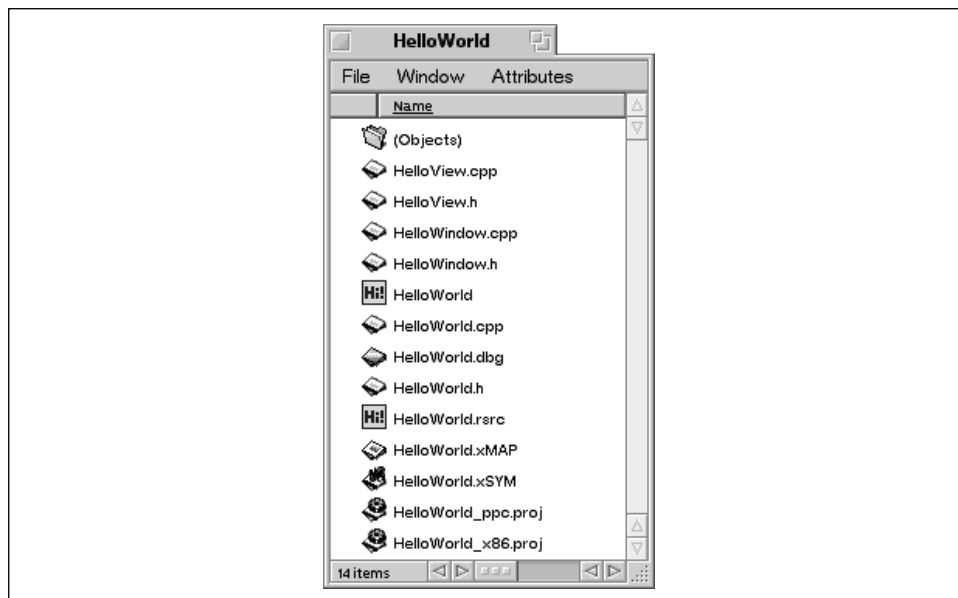 HelloWorld
File Window Attributes
Name
(Objects)
HelloView.cpp
HelloView.h
HelloWindow.cpp
HelloWindow.h
Hi! HelloWorld
HelloWorld.cpp
HelloWorld.dbg
HelloWorld.h
Hi! HelloWorld.rsrc
HelloWorld.xMAP
HelloWorld.xSYM
HelloWorld_ppc.proj
HelloWorld_x86.proj
14 items